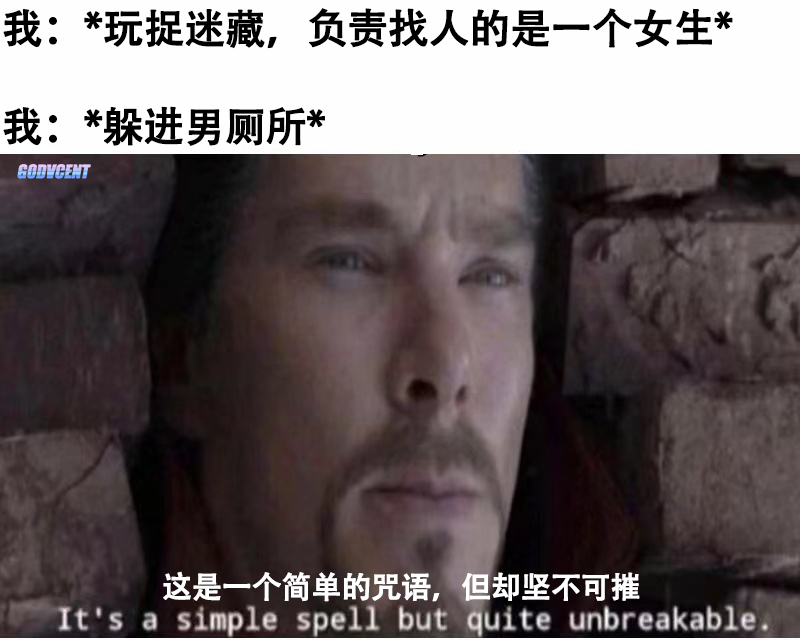 我：*玩捉迷藏，负责找人的是一个女生*
我：*躲进男厕所*
GODVCENT
这是一个简单的咒语，但却坚不可摧
It's a simple spell but quite unbreakable.